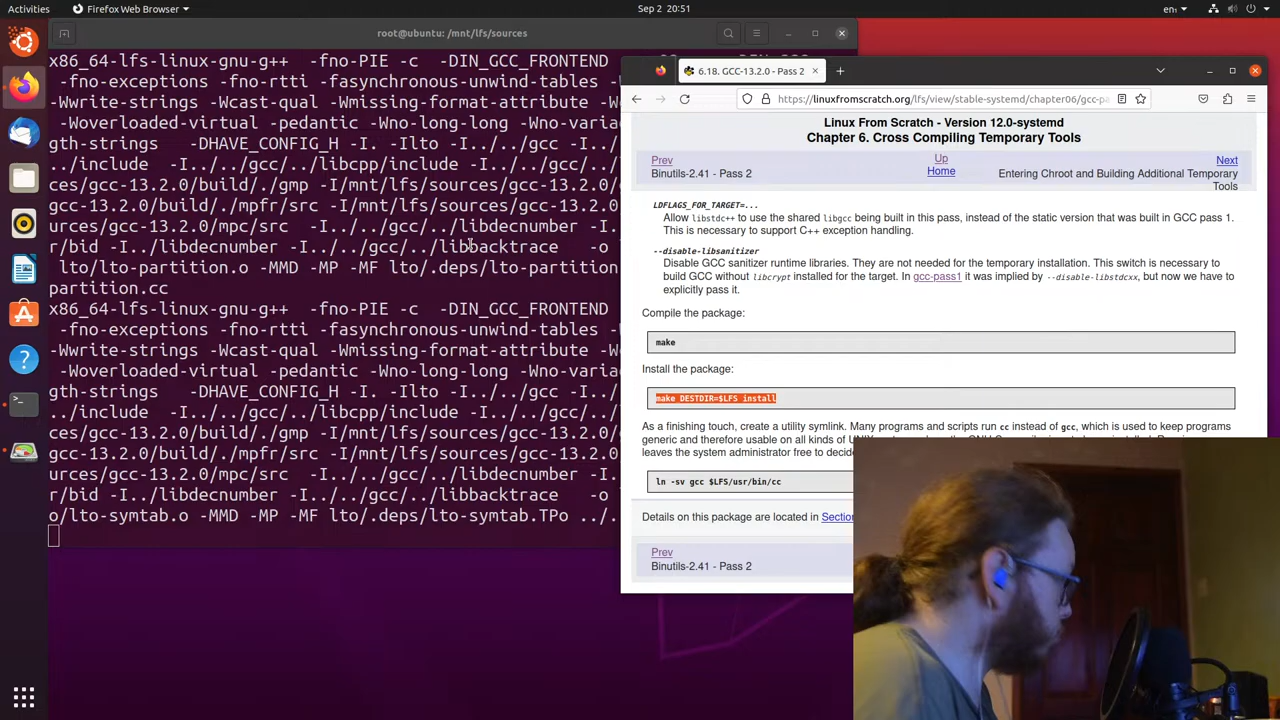 Activities
Firefox Web Browser
Sep 2 20:51
en₁
root@ubuntu: /mnt/lfs/sources
x86_64-lfs-linux-gnu-g++ -fno-PIE -c -DIN_GCC_FRONTEND
-fno-exceptions -fno-rtti -fasynchronous-unwind-tables
-Wwrite-strings -Wcast-qual -Wmissing-format-attribute -W
-Woverloaded-virtual -pedantic -Wno-long-long -Wno-varia
gth-strings -DHAVE_CONFIG_H -I. -Ilto -I../../gcc -I../
../include -I../../gcc/../libcpp/include -I../../gcc/../
ces/gcc-13.2.0/build/./gmp -I/mnt/lfs/sources/gcc-13.2.0/
gcc-13.2.0/build/./mpfr/src -I/mnt/lfs/sources/gcc-13.2.0
urces/gcc-13.2.0/mpc/src -I../../gcc/../libdecnumber -I.
r/bid -I../libdecnumber -I../../gcc/../libbacktrace -o
lto/lto-partition.o -MMD -MP -MF lto/.deps/lto-partition
partition.cc
x86_64-lfs-linux-gnu-g++ -fno-PIE -c -DIN_GCC_FRONTEND
-fno-exceptions -fno-rtti -fasynchronous-unwind-tables
-Wwrite-strings -Wcast-qual -Wmissing-format-attribute -W
-Woverloaded-virtual -pedantic -Wno-long-long -Wno-varia
gth-strings -DHAVE_CONFIG_H -I. -Ilto -I../../gcc -I../
../include -I../../gcc/../libcpp/include -I../../gcc/../
ces/gcc-13.2.0/build/./gmp -I/mnt/lfs/sources/gcc-13.2.0/
gcc-13.2.0/build/./mpfr/src -I/mnt/lfs/sources/gcc-13.2.0
urces/gcc-13.2.0/mpc/src -I../../gcc/../libdecnumber -I.
r/bid -I../libdecnumber -I../../gcc/../libbacktrace -o
o/lto-symtab.o -MMD -MP -MF lto/.deps/lto-symtab.TPo ../.
6.18. GCC-13.2.0 - Pass 2
https://linuxfromscratch.org/lfs/view/stable-systemd/chapter06/gcc-pa
Linux From Scratch - Version 12.0-systemd
Chapter 6. Cross Compiling Temporary Tools
Prev
Up
Next
Binutils-2.41 - Pass 2
Home
Entering Chroot and Building Additional Temporary
Tools
LDFLAGS_FOR_TARGET=...
Allow libstdc++ to use the shared libgcc being built in this pass, instead of the static version that was built in GCC pass 1.
This is necessary to support C++ exception handling.
--disable-libsanitizer
Disable GCC sanitizer runtime libraries. They are not needed for the temporary installation. This switch is necessary to
build GCC without libcrypt installed for the target. In gcc-pass1 it was implied by --disable-libstdcxx, but now we have to
explicitly pass it.
Compile the package:
make
Install the package:
make DESTDIR=$LFS install
As a finishing touch, create a utility symlink. Many programs and scripts run cc instead of gcc, which is used to keep programs
generic and therefore usable on all kinds of
leaves the system administrator free to decid
ln -sv gcc $LFS/usr/bin/cc
Details on this package are located in Section
Prev
Binutils-2.41 - Pass 2